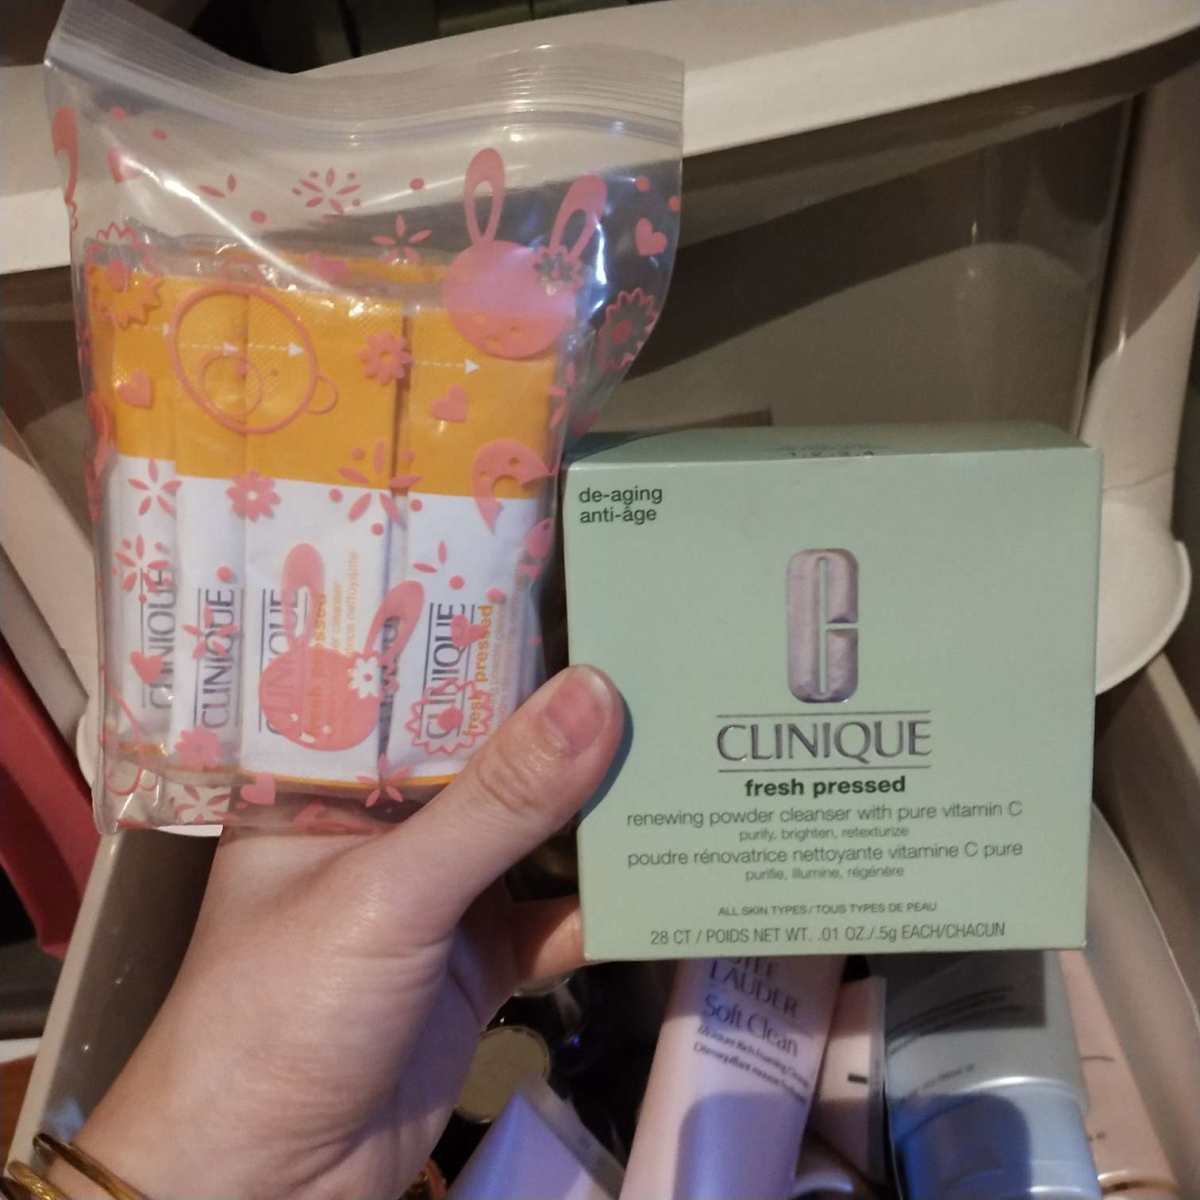 CLINIQUE
CLINIQUE
CLINIQUE
fresh pressed
CLINIQUE
fresh pressed
de-aging
anti-âge
C
CLINIQUE
fresh pressed
renewing powder cleanser with pure vitamin C
purify, brighten, retexturize
poudre rénovatrice nettoyante vitamine C pure
purifie, illumine, régénère
ALL SKIN TYPES/TOUS TYPES DE PEAU
28 CT / POIDS NET WT. .01 OZ./.5g EACH/CHACUN
LAUDER
Soft Clean